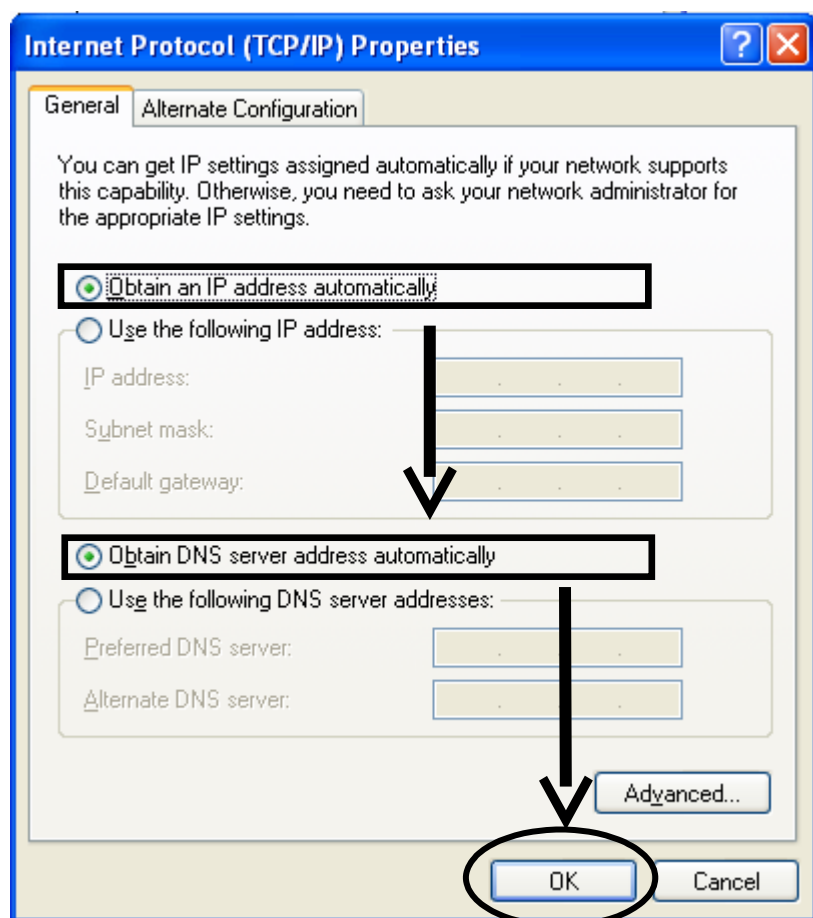 Internet Protocol (TCP/IP) Properties
General
Alternate Configuration
You can get IP settings assigned automatically if your network supports
this capability. Otherwise, you need to ask your network administrator for
the appropriate IP settings.
Obtain an IP address automatically
Use the following IP address:
IP address:
Subnet mask:
Default gateway:
Obtain DNS server address automatically
Use the following DNS server addresses:
Preferred DNS server:
Alternate DNS server:
Advanced...
OK
Cancel